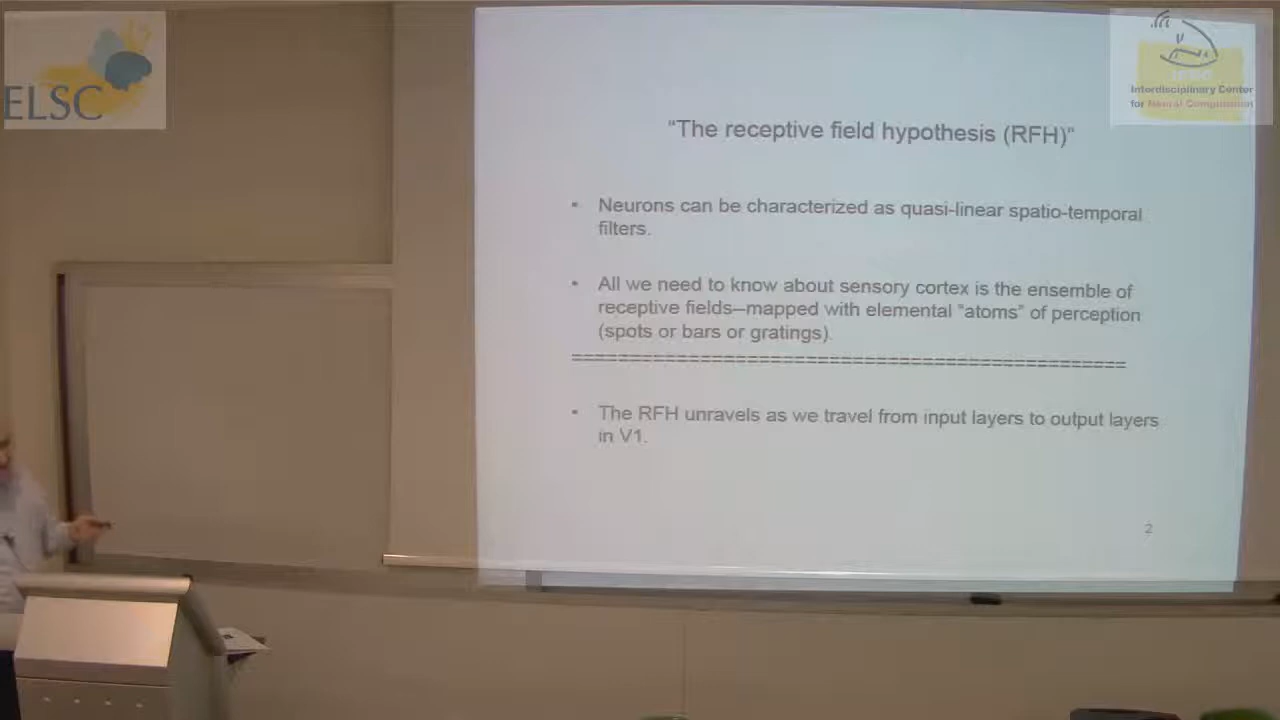 ELSC
Interdisciplinary Center
for Neural Computation
"The receptive field hypothesis (RFH)"
• Neurons can be characterized as quasi-linear spatio-temporal
filters.
• All we need to know about sensory cortex is the ensemble of
receptive fields—mapped with elemental "atoms" of perception
(spots or bars or gratings).
================================================
• The RFH unravels as we travel from input layers to output layers
in V1.
2